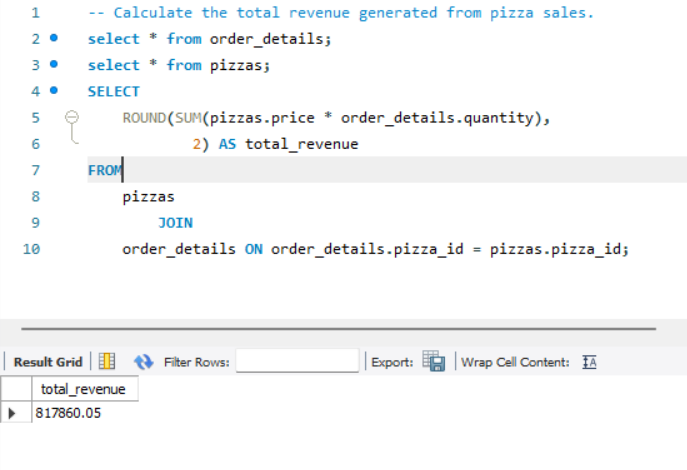 1 -- Calculate the total revenue generated from pizza sales.
2 select * from order_details;
3 select * from pizzas;
4 SELECT
5 ROUND(SUM(pizzas.price * order_details.quantity),
6 2) AS total_revenue
7 FROM
8 pizzas
9 JOIN
10 order_details ON order_details.pizza_id = pizzas.pizza_id;
Result Grid Filter Rows: Export: Wrap Cell Content:
total_revenue
817860.05